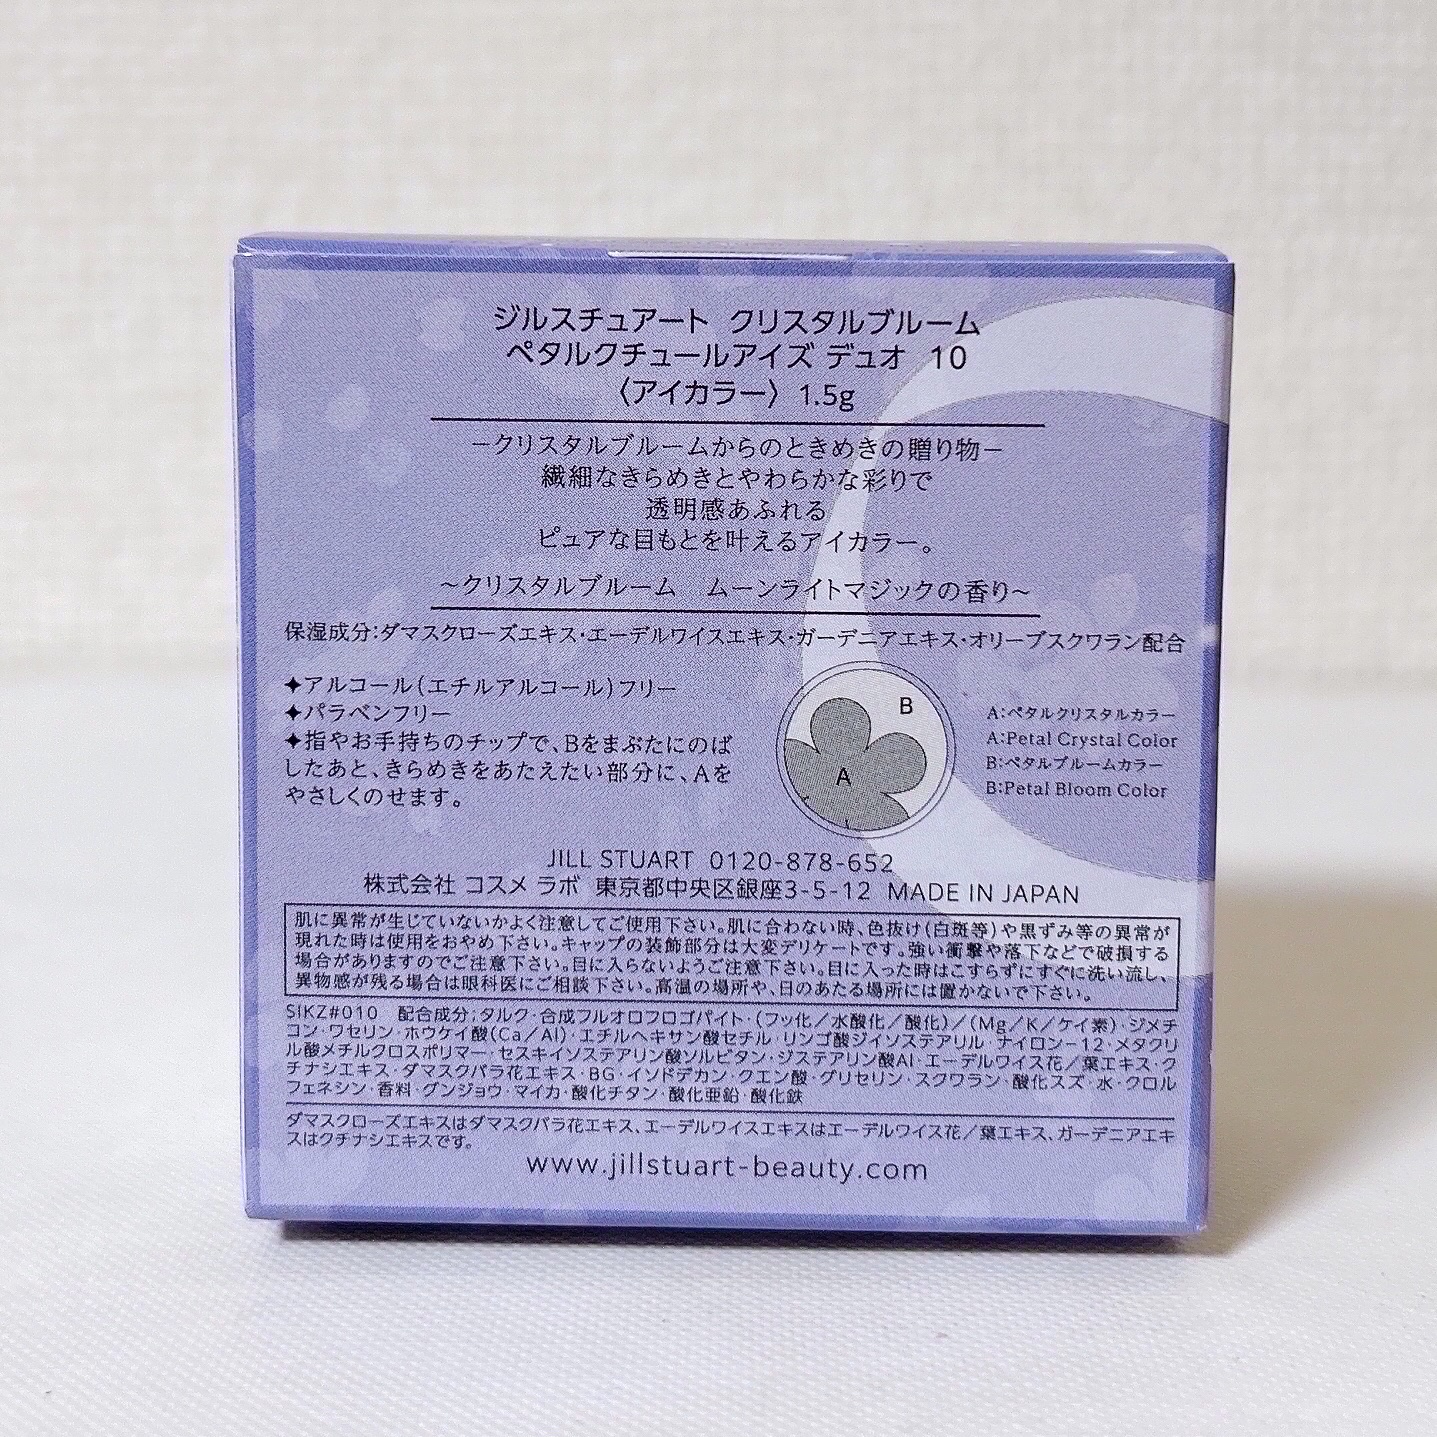 ジルスチュアート クリスタルブルーム
ペタルクチュールアイズ デュオ 10
〈アイカラー〉 1.5g
－クリスタルブルームからのときめきの贈り物－
繊細なきらめきとやわらかな彩りで
透明感あふれる
ピュアな目もとを叶えるアイカラー。
～クリスタルブルーム ムーンライトマジックの香り～
保湿成分:ダマスクローズエキス・エーデルワイスエキス・ガーデニアエキス・オリーブスクワラン配合
✦アルコール(エチルアルコール)フリー
✦パラベンフリー
✦指やお手持ちのチップで、Bをまぶたにのば
したあと、きらめきをあたえたい部分に、Aを
やさしくのせます。
B
A
A:ペタルクリスタルカラー
A:Petal Crystal Color
B:ペタルブルームカラー
B:Petal Bloom Color
JILL STUART 0120-878-652
株式会社 コスメ ラボ 東京都中央区銀座3-5-12 MADE IN JAPAN
肌に異常が生じていないかよく注意してご使用下さい。肌に合わない時、色抜け(白斑等)や黒ずみ等の異常が
現れた時は使用をおやめ下さい。キャップの装飾部分は大変デリケートです。強い衝撃や落下などで破損する
場合がありますのでご注意下さい。目に入らないようご注意下さい。目に入った時はこすらずにすぐに洗い流し、
異物感が残る場合は眼科医にご相談下さい。高温の場所や、日のあたる場所には置かないで下さい。
SIKZ#010 配合成分;タルク・合成フルオロフロゴパイト・(フッ化／水酸化／酸化)／(Mg／K／ケイ素)・ジメチ
コン・ワセリン・ホウケイ酸(Ca／Al)・エチルヘキサン酸セチル・リンゴ酸ジイソステアリル・ナイロン-12・メタクリ
ル酸メチルクロスポリマー・セスキイソステアリン酸ソルビタン・ジステアリン酸Al・エーデルワイス花／葉エキス・ク
チナシエキス・ダマスクバラ花エキス・BG・イソドデカン・クエン酸・グリセリン・スクワラン・酸化スズ・水・クロル
フェネシン・香料・グンジョウ・マイカ・酸化チタン・酸化亜鉛・酸化鉄
ダマスクローズエキスはダマスクバラ花エキス、エーデルワイスエキスはエーデルワイス花／葉エキス、ガーデニアエキ
スはクチナシエキスです。
www.jillstuart-beauty.com